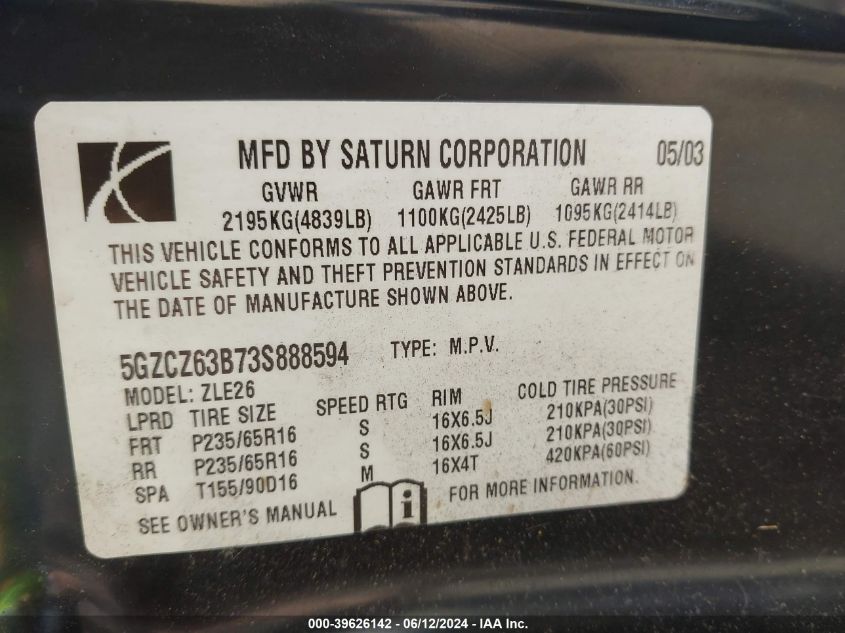 MFD BY SATURN CORPORATION 05/03
GVWR GAWR FRT GAWR RR
2195KG(4839LB) 1100KG(2425LB) 1095KG(2414LB)
THIS VEHICLE CONFORMS TO ALL APPLICABLE U.S. FEDERAL MOTOR
VEHICLE SAFETY AND THEFT PREVENTION STANDARDS IN EFFECT ON
THE DATE OF MANUFACTURE SHOWN ABOVE.
5GZCZ63B73S888594 TYPE: M.P.V.
MODEL: ZLE26
LPRD TIRE SIZE SPEED RTG RIM COLD TIRE PRESSURE
FRT P235/65R16 S 16X6.5J 210KPA(30PSI)
RR P235/65R16 S 16X6.5J 210KPA(30PSI)
SPA T155/90D16 M 16X4T 420KPA(60PSI)
SEE OWNER'S MANUAL i FOR MORE INFORMATION.
000-39626142 - 06/12/2024 - IAA Inc.